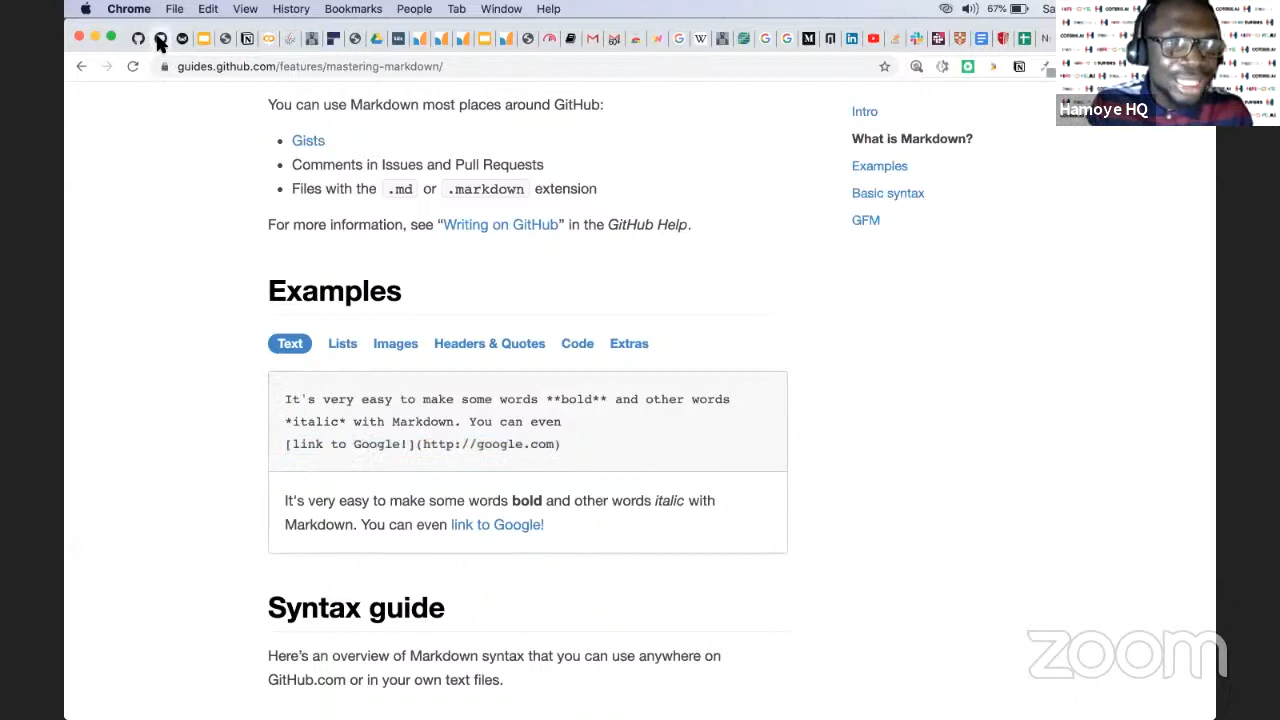 Chrome File Edit View History Bookmarks People Tab Window Help 67% Sa
guides.github.com/features/mastering-markdown/
Hamoye HQ
You can use Markdown most places around GitHub:
Gists
Comments in Issues and Pull Requests
Files with the .md or .markdown extension
For more information, see “Writing on GitHub” in the GitHub Help.
Intro
What is Markdown?
Examples
Basic syntax
GFM
Examples
Text Lists Images Headers & Quotes Code Extras
It's very easy to make some words **bold** and other words
*italic* with Markdown. You can even
[link to Google!](http://google.com)
It's very easy to make some words bold and other words italic with
Markdown. You can even link to Google!
Syntax guide
Here’s an overview of Markdown syntax that you can use anywhere on
GitHub.com or in your own text files.
zoom